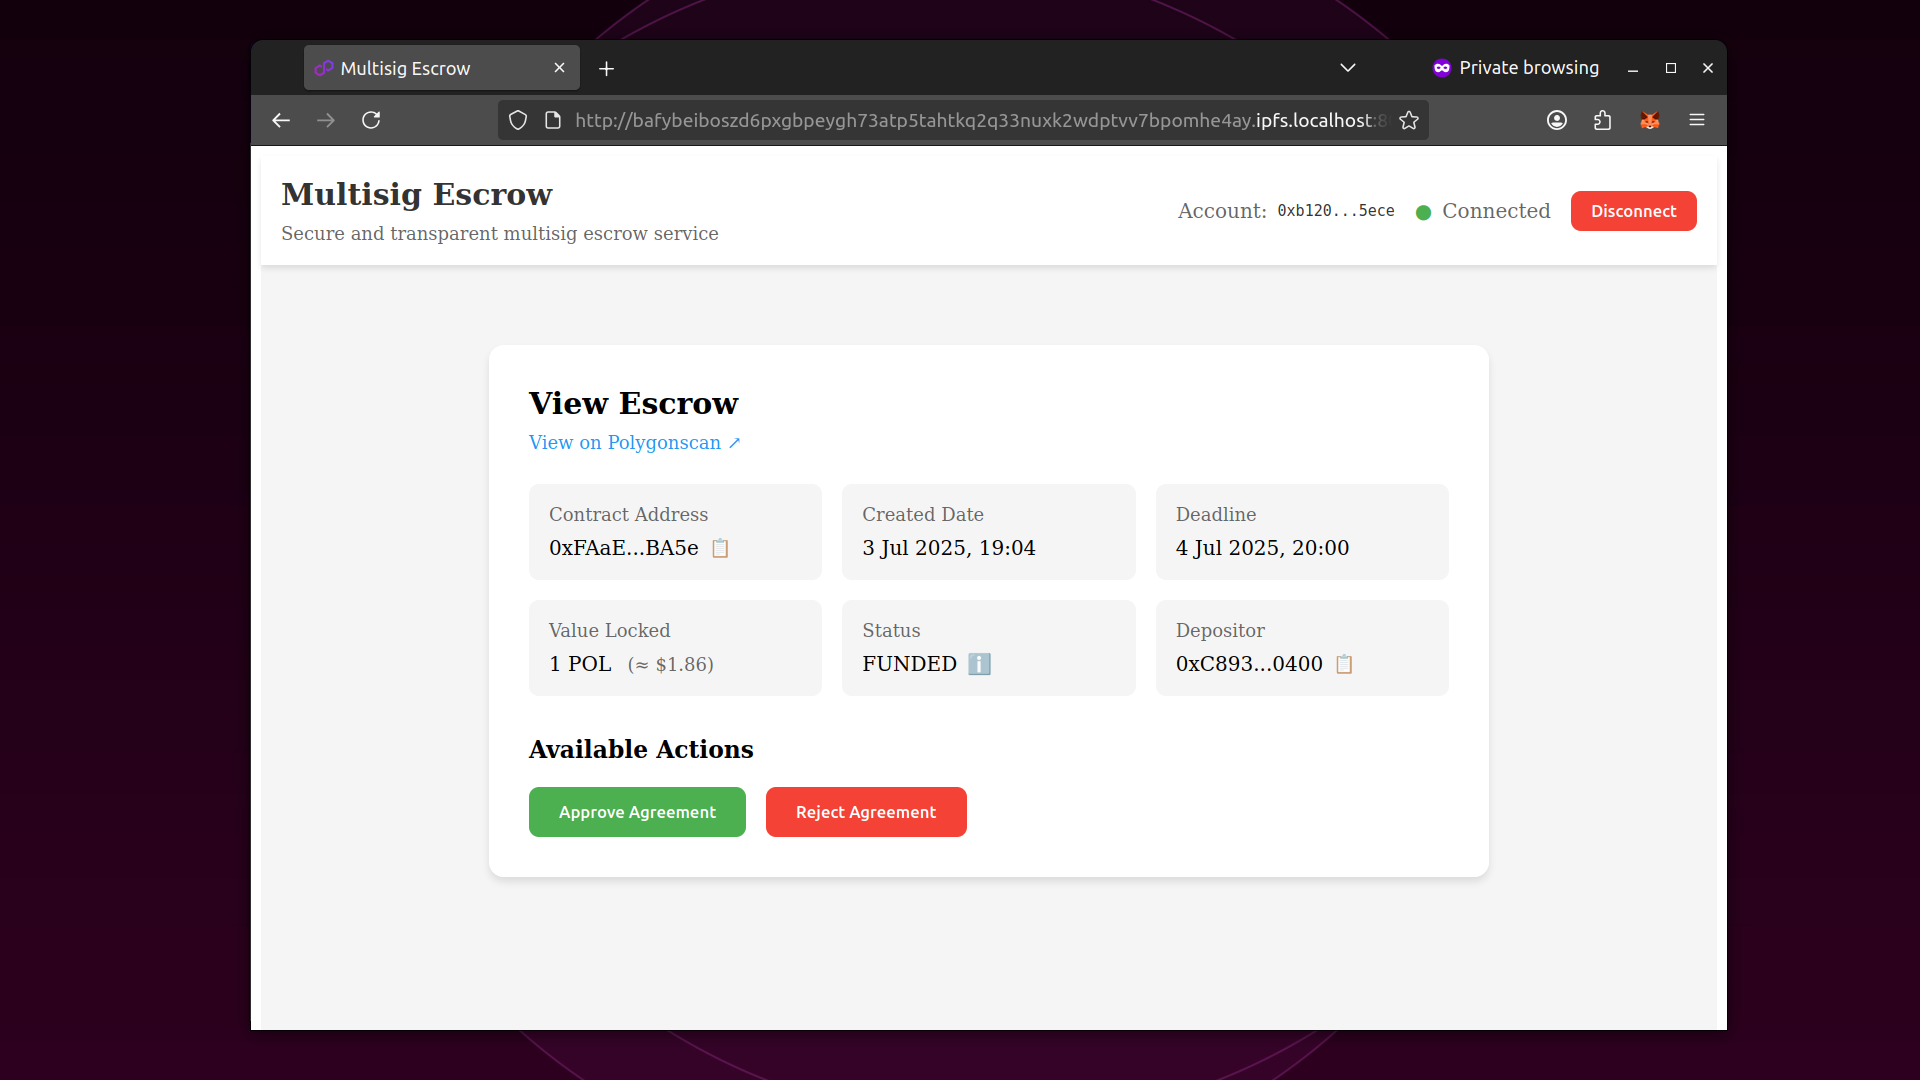 Multisig Escrow
Private browsing
http://bafybeiboszd6pxgbpeygh73atp5tahtkq2q33nuxk2wdptvv7bpomhe4ay.ipfs.localhost:8
Multisig Escrow
Secure and transparent multisig escrow service
Account: 0xb120...5ece Connected Disconnect
View Escrow
View on Polygonscan ↗
Contract Address
0xFAaE...BA5e
Created Date
3 Jul 2025, 19:04
Deadline
4 Jul 2025, 20:00
Value Locked
1 POL (≈ $1.86)
Status
FUNDED ℹ️
Depositor
0xC893...0400
Available Actions
Approve Agreement
Reject Agreement